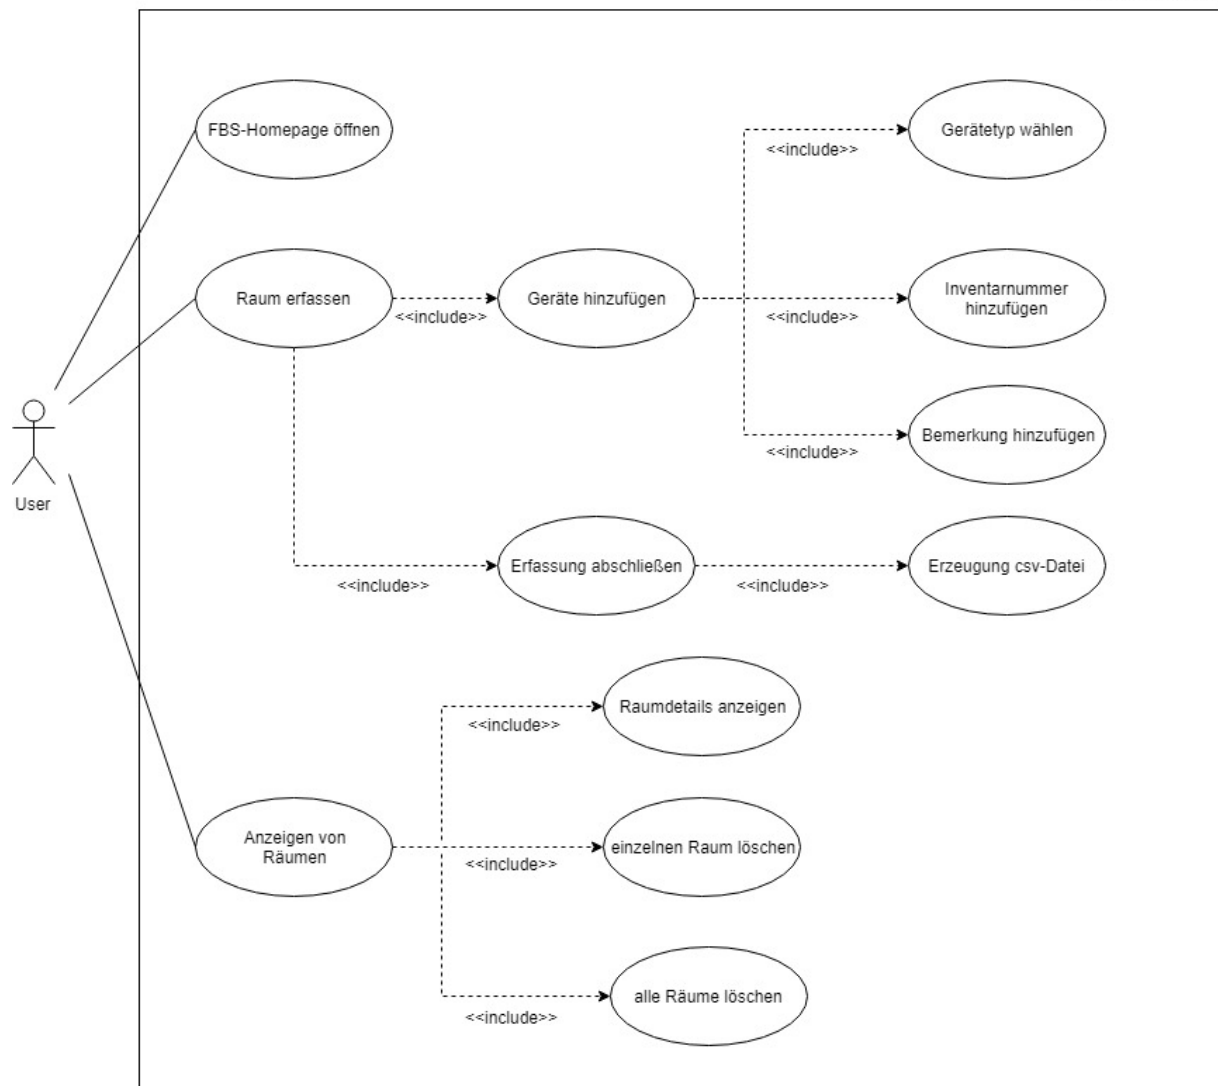 FBS-Homepage öffnen
Gerätetyp wählen
<<include>>
Raum erfassen
<<include>>
Geräte hinzufügen
<<include>>
Inventarnummer
hinzufügen
Bemerkung hinzufügen
<<include>>
User
<<include>>
Erfassung abschließen
<<include>>
Erzeugung csv-Datei
Raumdetails anzeigen
<<include>>
Anzeigen von
Räumen
<<include>>
einzelnen Raum löschen
alle Räume löschen
<<include>>